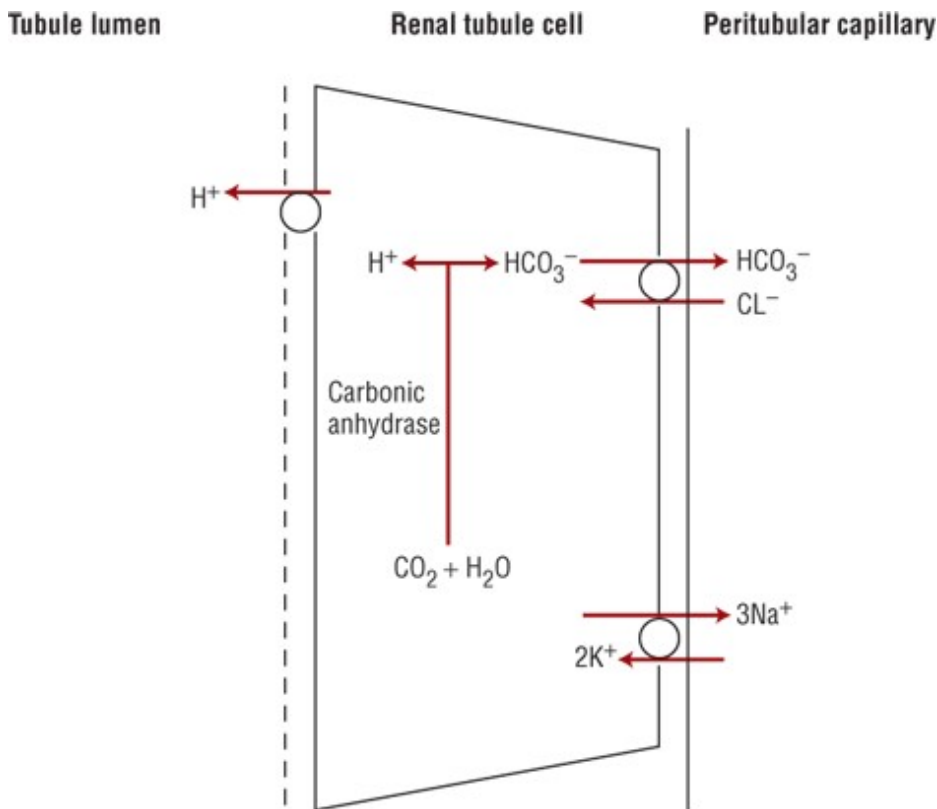 Tubule lumen
Renal tubule cell
Peritubular capillary
H⁺
H⁺
HCO₃⁻
HCO₃⁻
CL⁻
Carbonic
anhydrase
CO₂ + H₂O
3Na⁺
2K⁺